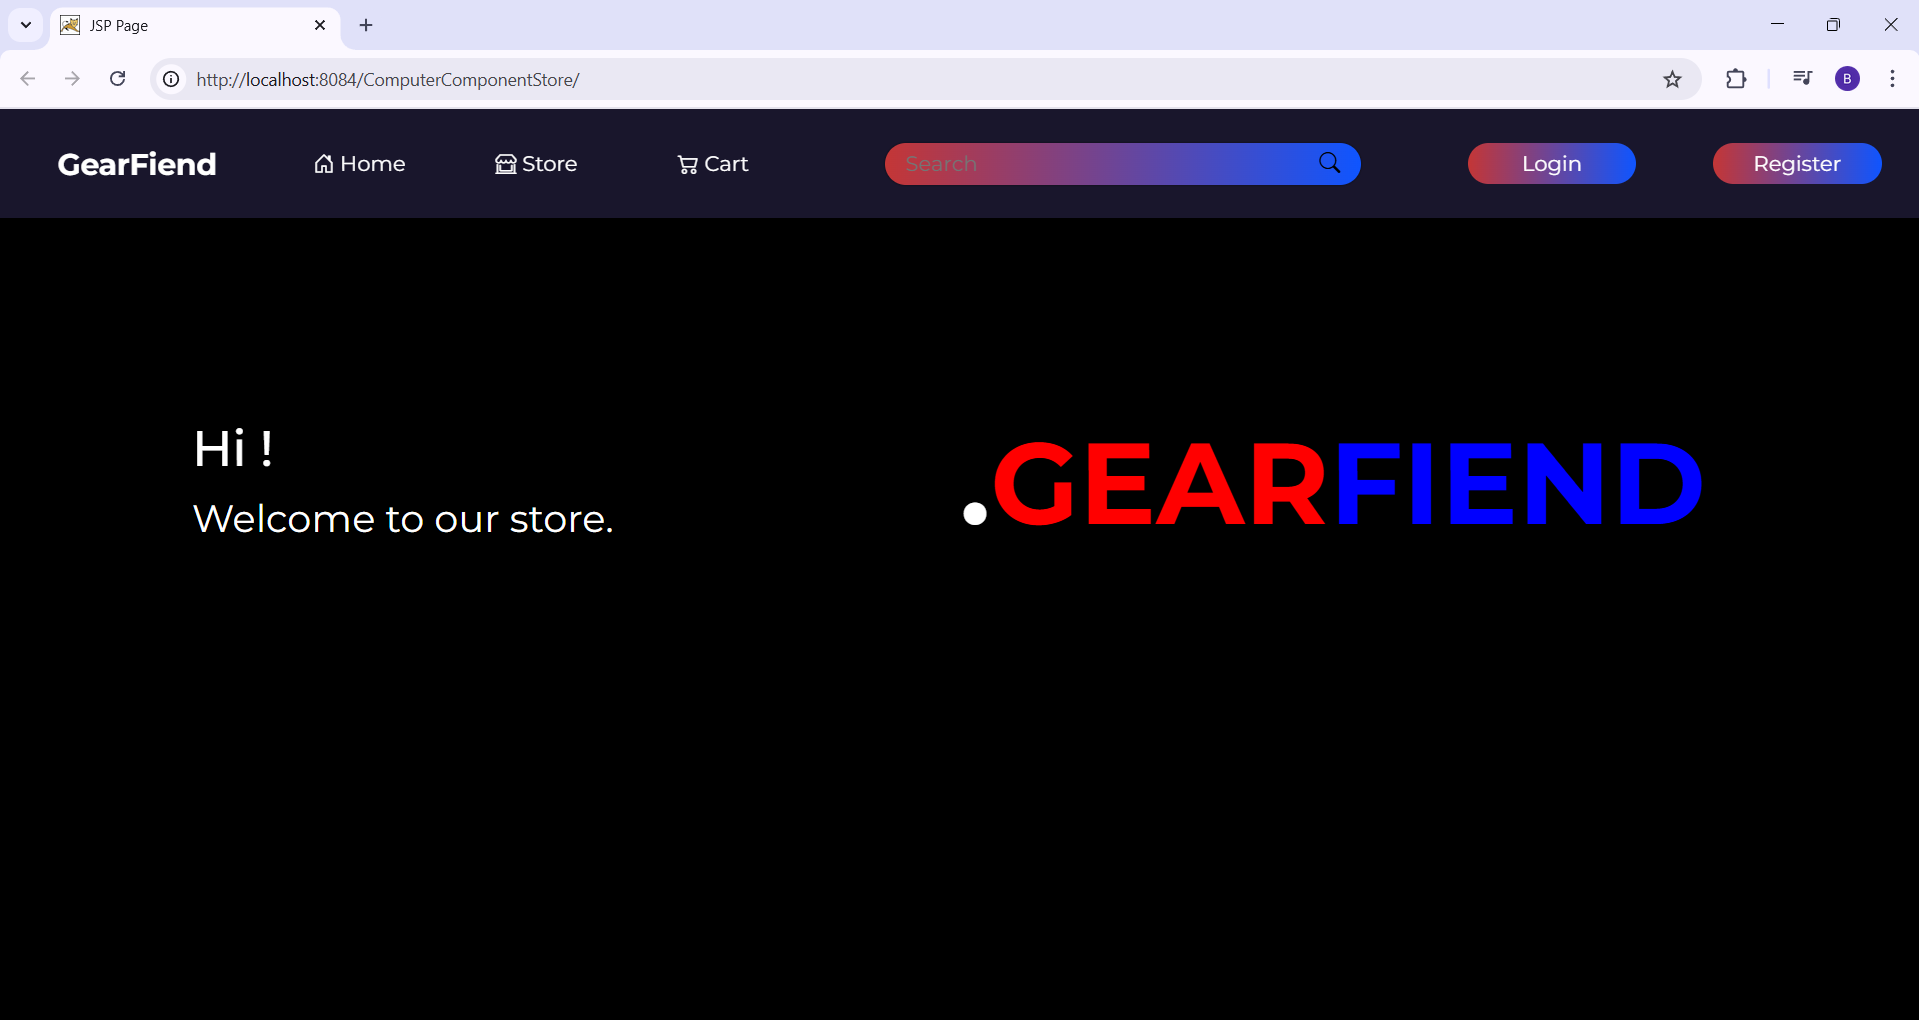 JSP Page
http://localhost:8084/ComputerComponentStore/
B
GearFiend
Home
Store
Cart
Search
Login
Register
Hi !
Welcome to our store.
.GEARFIEND